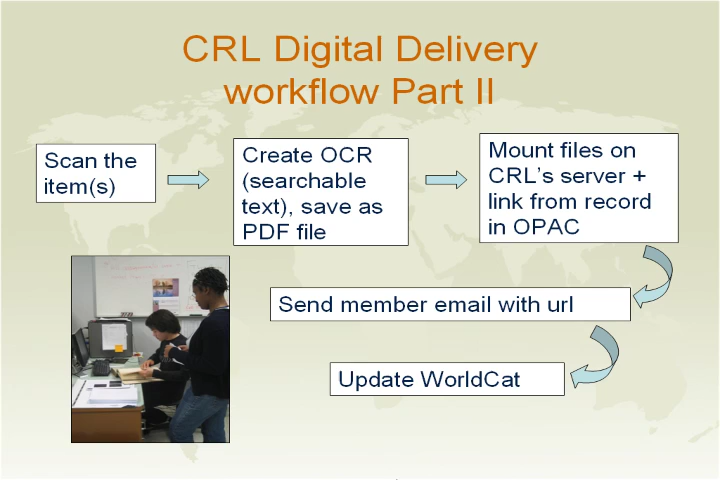 CRL Digital Delivery
workflow Part II
Scan the
item(s)
Create OCR
(searchable
text), save as
PDF file
Mount files on
CRL's server +
link from record
in OPAC
Send member email with url
Update WorldCat